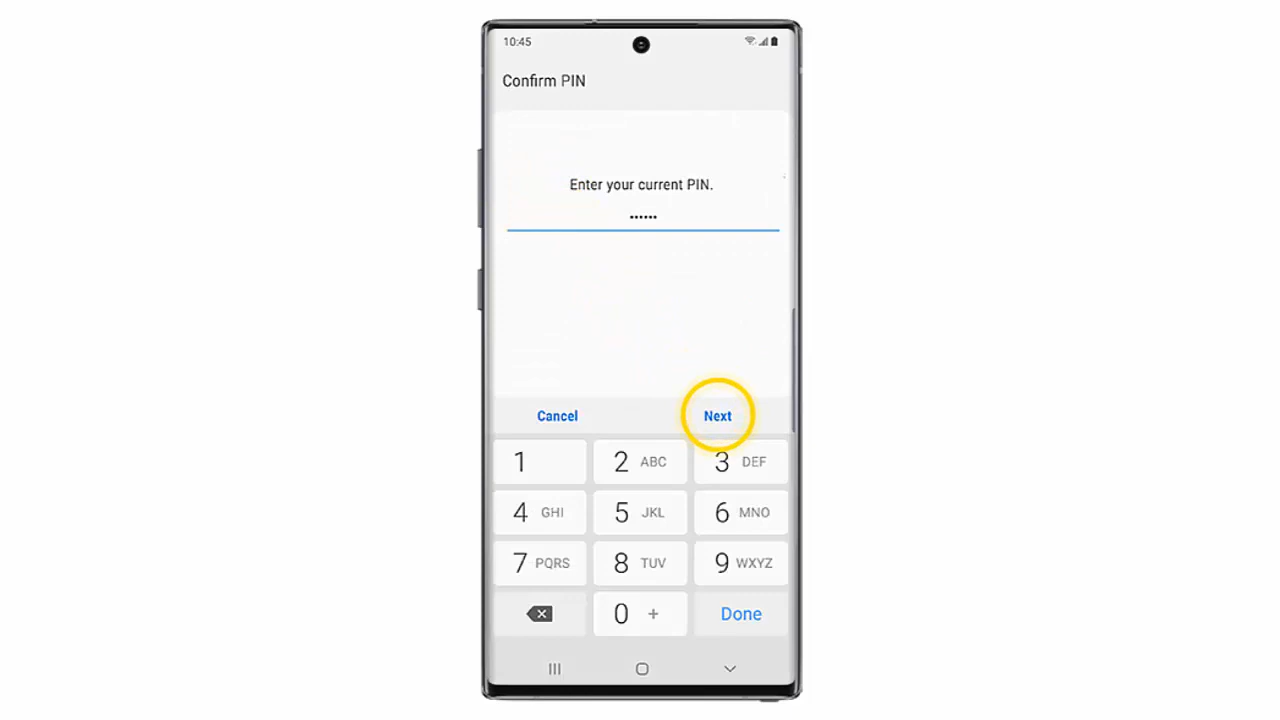 10:45
Confirm PIN
Enter your current PIN.
••••••
Cancel Next
1 2 ABC 3 DEF
4 GHI 5 JKL 6 MNO
7 PQRS 8 TUV 9 WXYZ
0 + Done